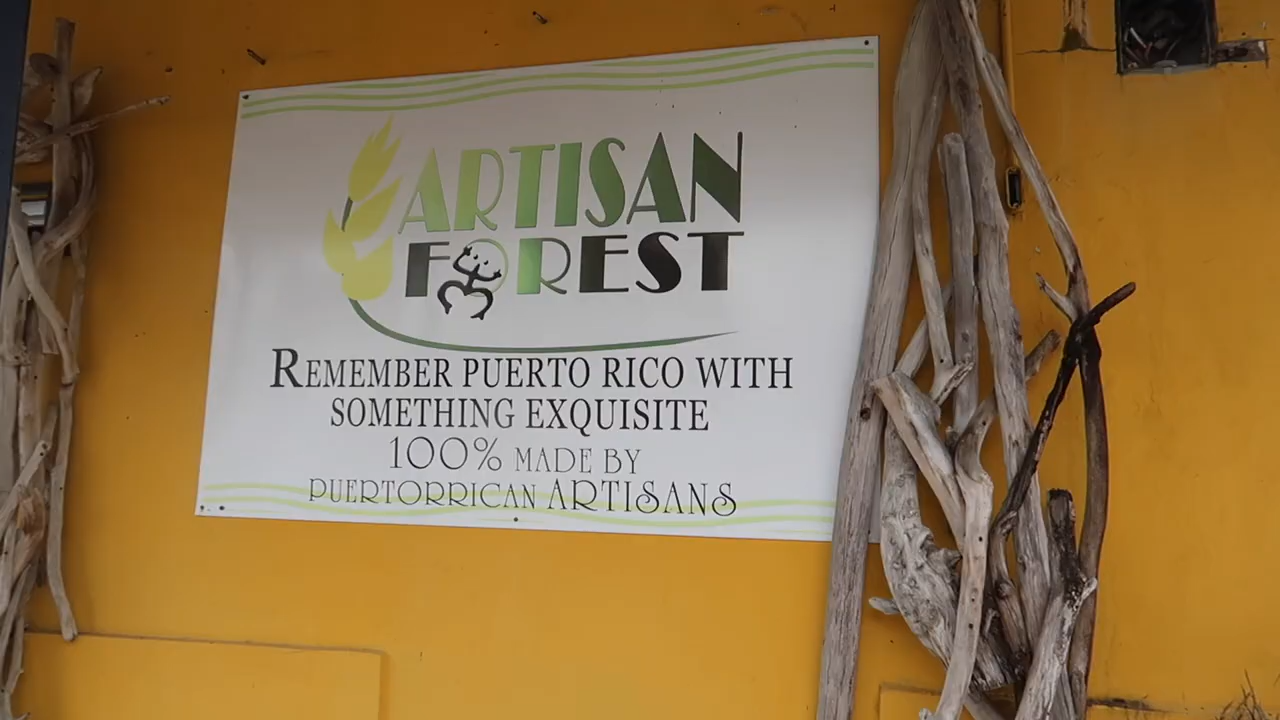 ARTISAN
FOREST
REMEMBER PUERTO RICO WITH
SOMETHING EXQUISITE
100% MADE BY
PUERTORRICAN ARTISANS